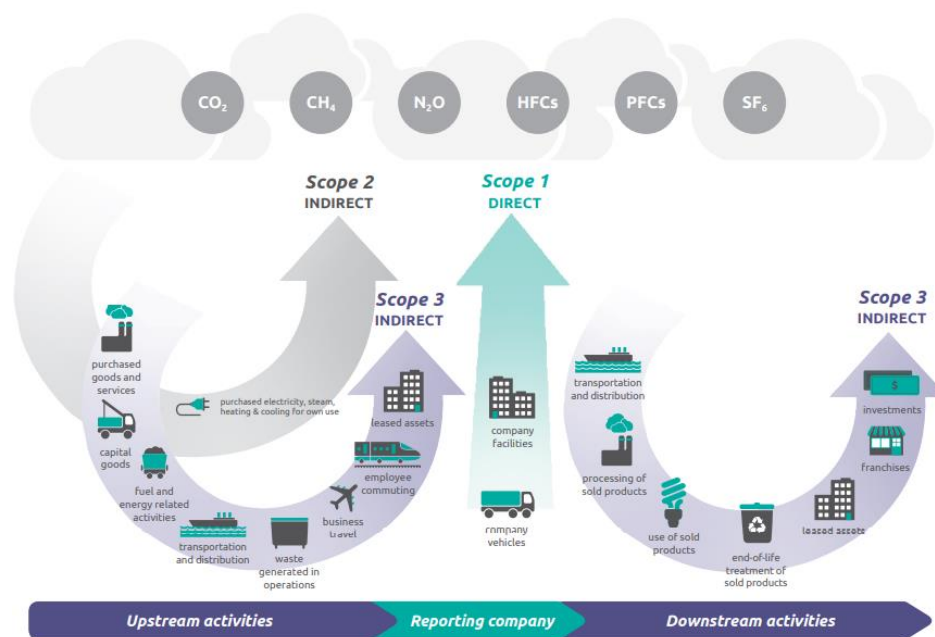 CO₂ CH₄ N₂O HFCs PFCs SF₆
Scope 2
INDIRECT
Scope 1
DIRECT
Scope 3
INDIRECT
Scope 3
INDIRECT
purchased
goods and
services
capital
goods
fuel and
energy related
activities
purchased electricity, steam,
heating & cooling for own use
transportation
and distribution
waste
generated in
operations
business
travel
employee
commuting
leased assets
company
facilities
company
vehicles
transportation
and distribution
processing of
sold products
use of sold
products
end-of-life
treatment of
sold products
leased assets
franchises
investments
$
Upstream activities
Reporting company
Downstream activities